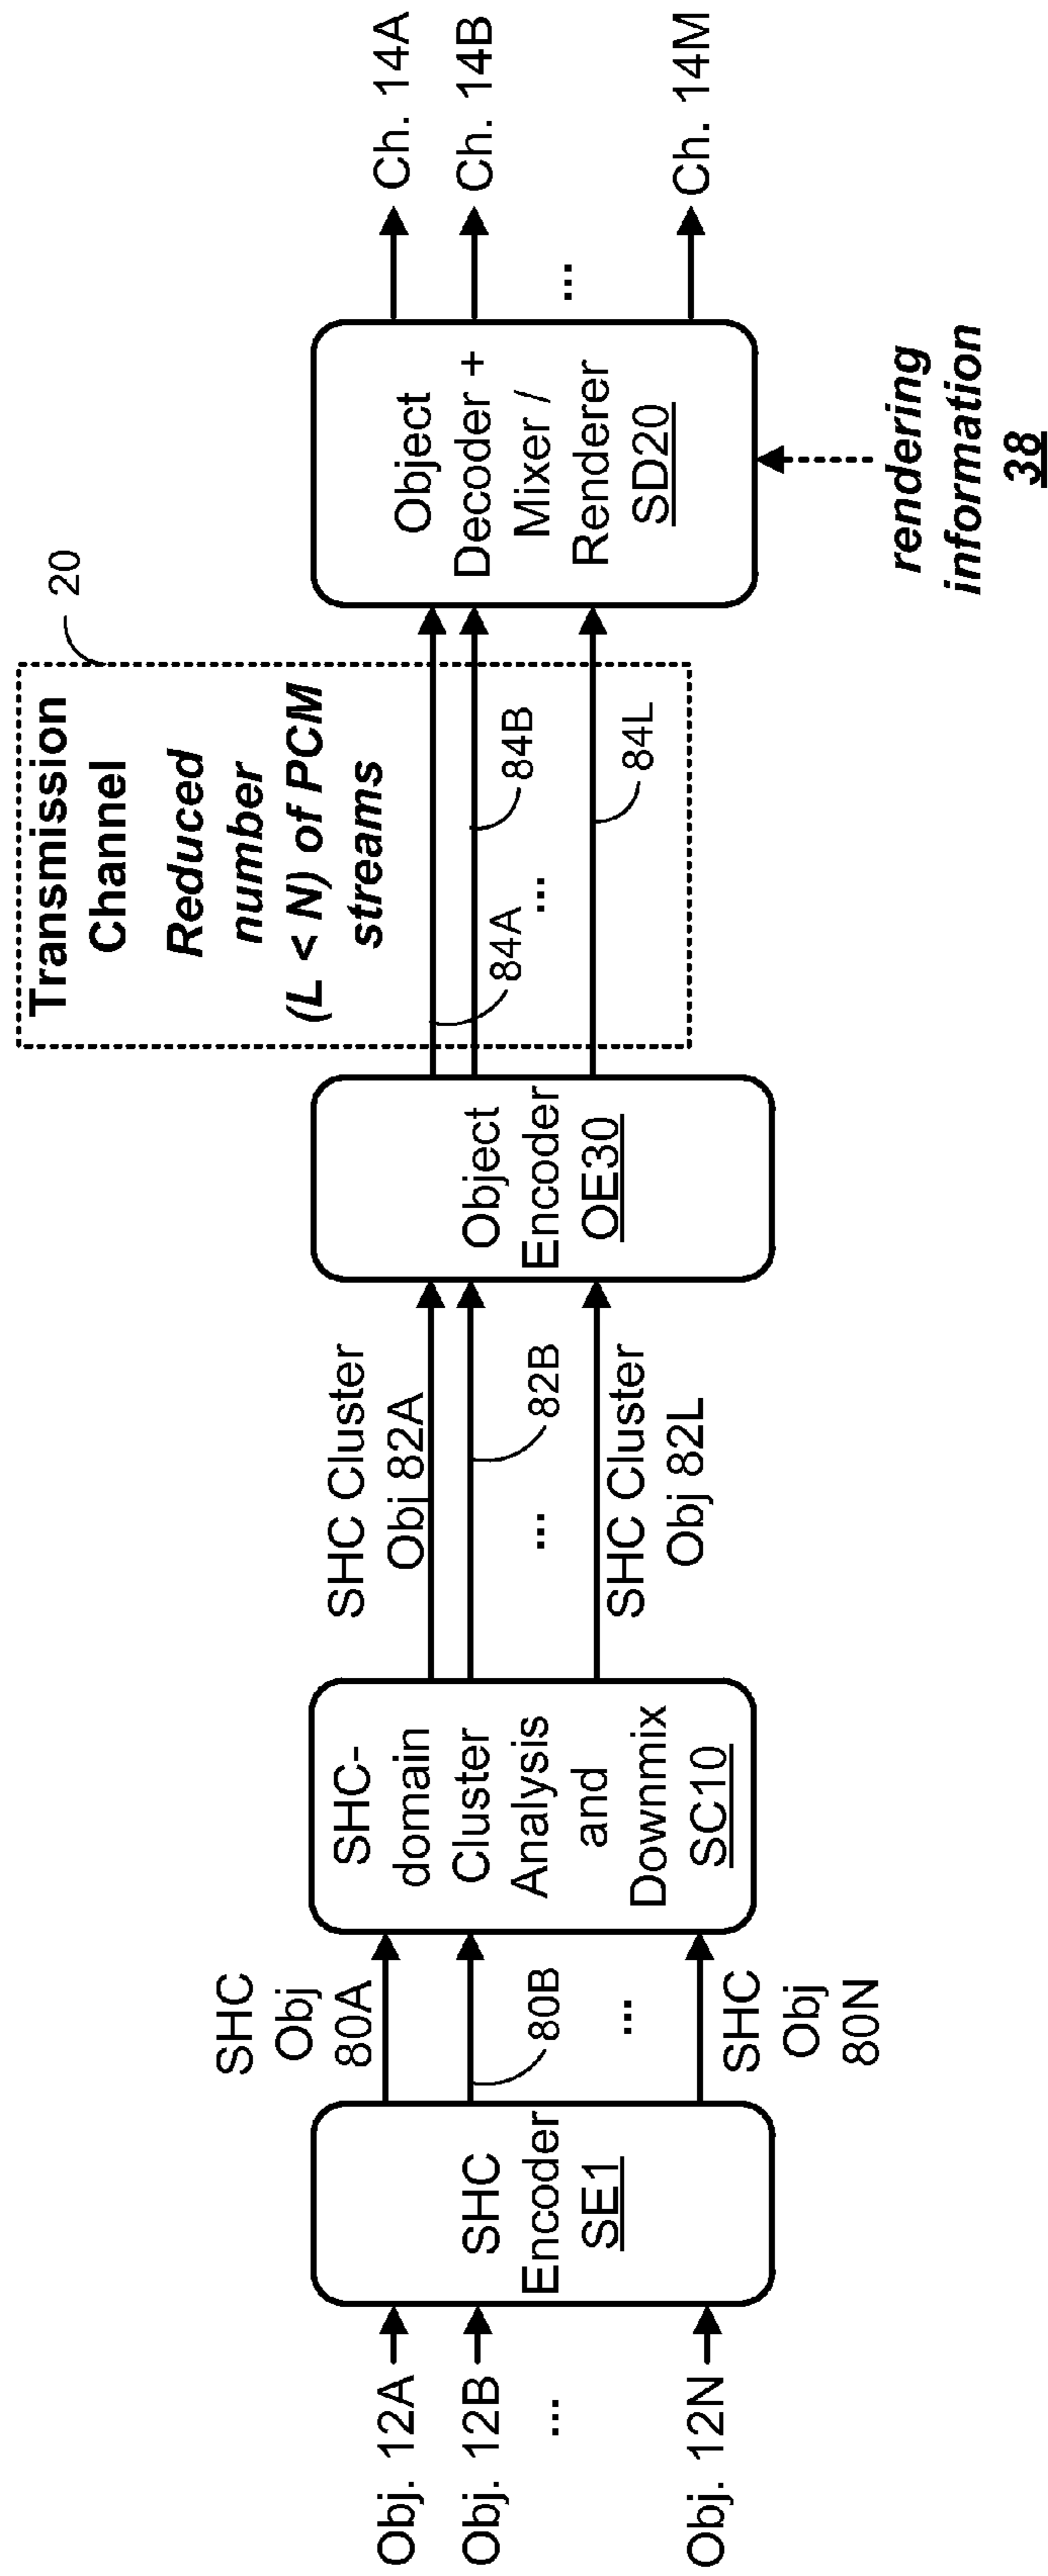 Obj. 12A
Obj. 12B
...
Obj. 12N
SHC
Encoder
SE1
SHC
Obj
80A
80B
...
SHC
Obj
80N
SHC-
domain
Cluster
Analysis
and
Downmix
SC10
SHC Cluster
Obj 82A
82B
...
SHC Cluster
Obj 82L
Object
Encoder
OE30
Transmission
Channel
Reduced
number
(L < N) of PCM
streams
20
84A
84B
...
84L
Object
Decoder +
Mixer /
Renderer
SD20
rendering
information
38
Ch. 14A
Ch. 14B
...
Ch. 14M